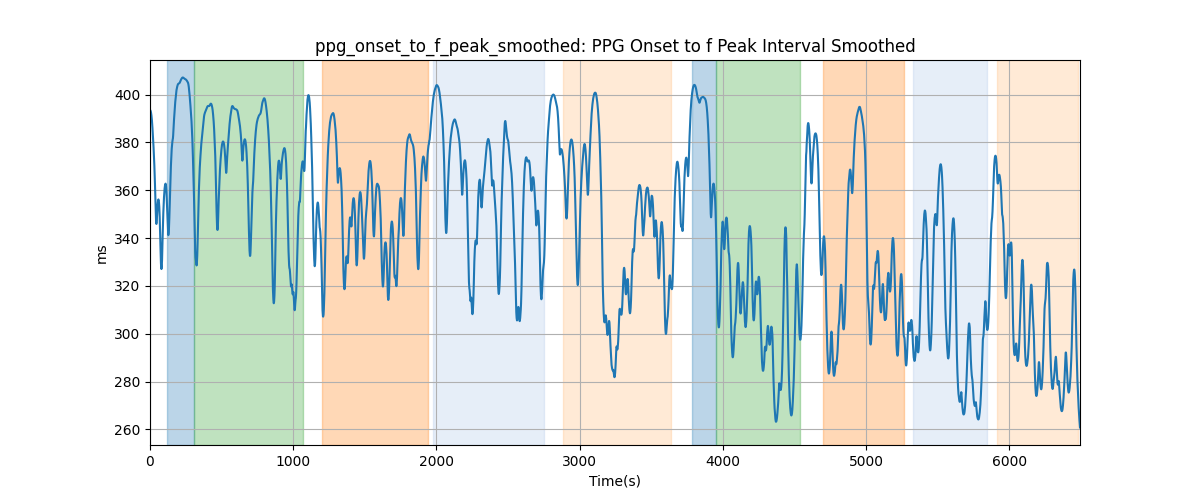 ppg_onset_to_f_peak_smoothed: PPG Onset to f Peak Interval Smoothed
400
380
360
340
320
300
280
260
ms
0 1000 2000 3000 4000 5000 6000
Time(s)